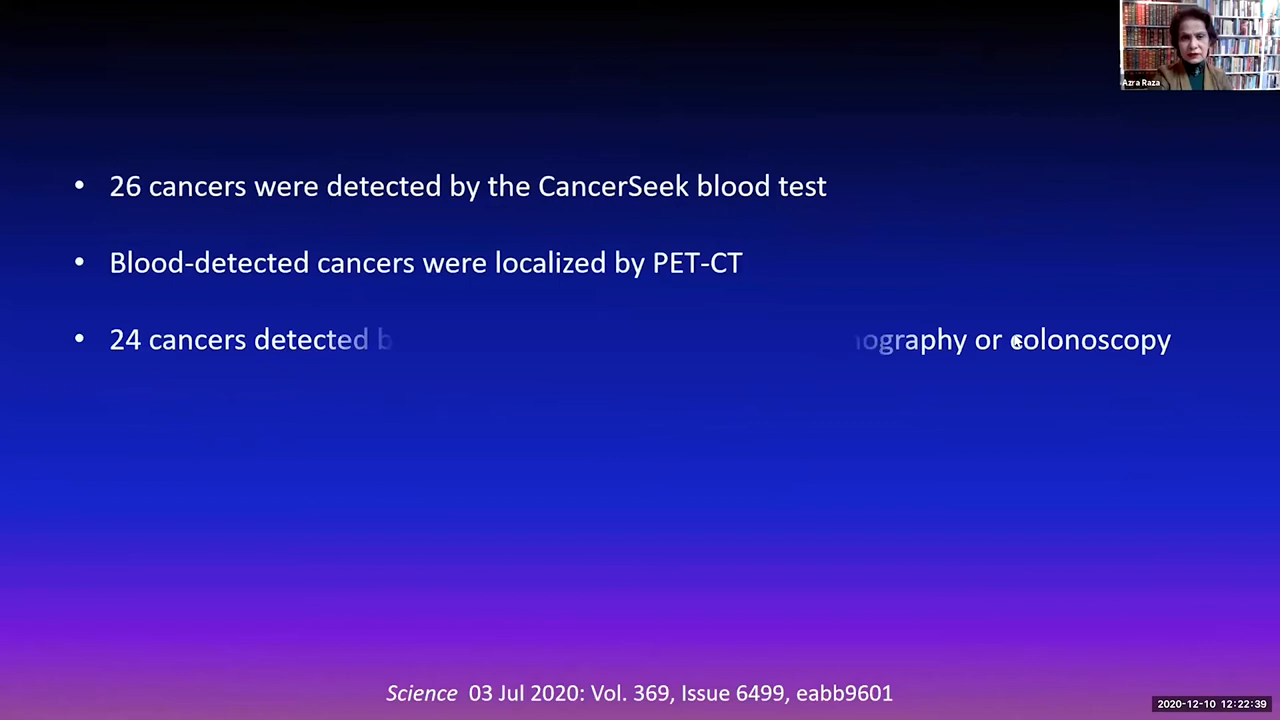 Azra Raza
26 cancers were detected by the CancerSeek blood test
Blood-detected cancers were localized by PET-CT
24 cancers detected or colonoscopy
Science 03 Jul 2020: Vol. 369, Issue 6499, eabb9601
2020-12-10 12:22:39